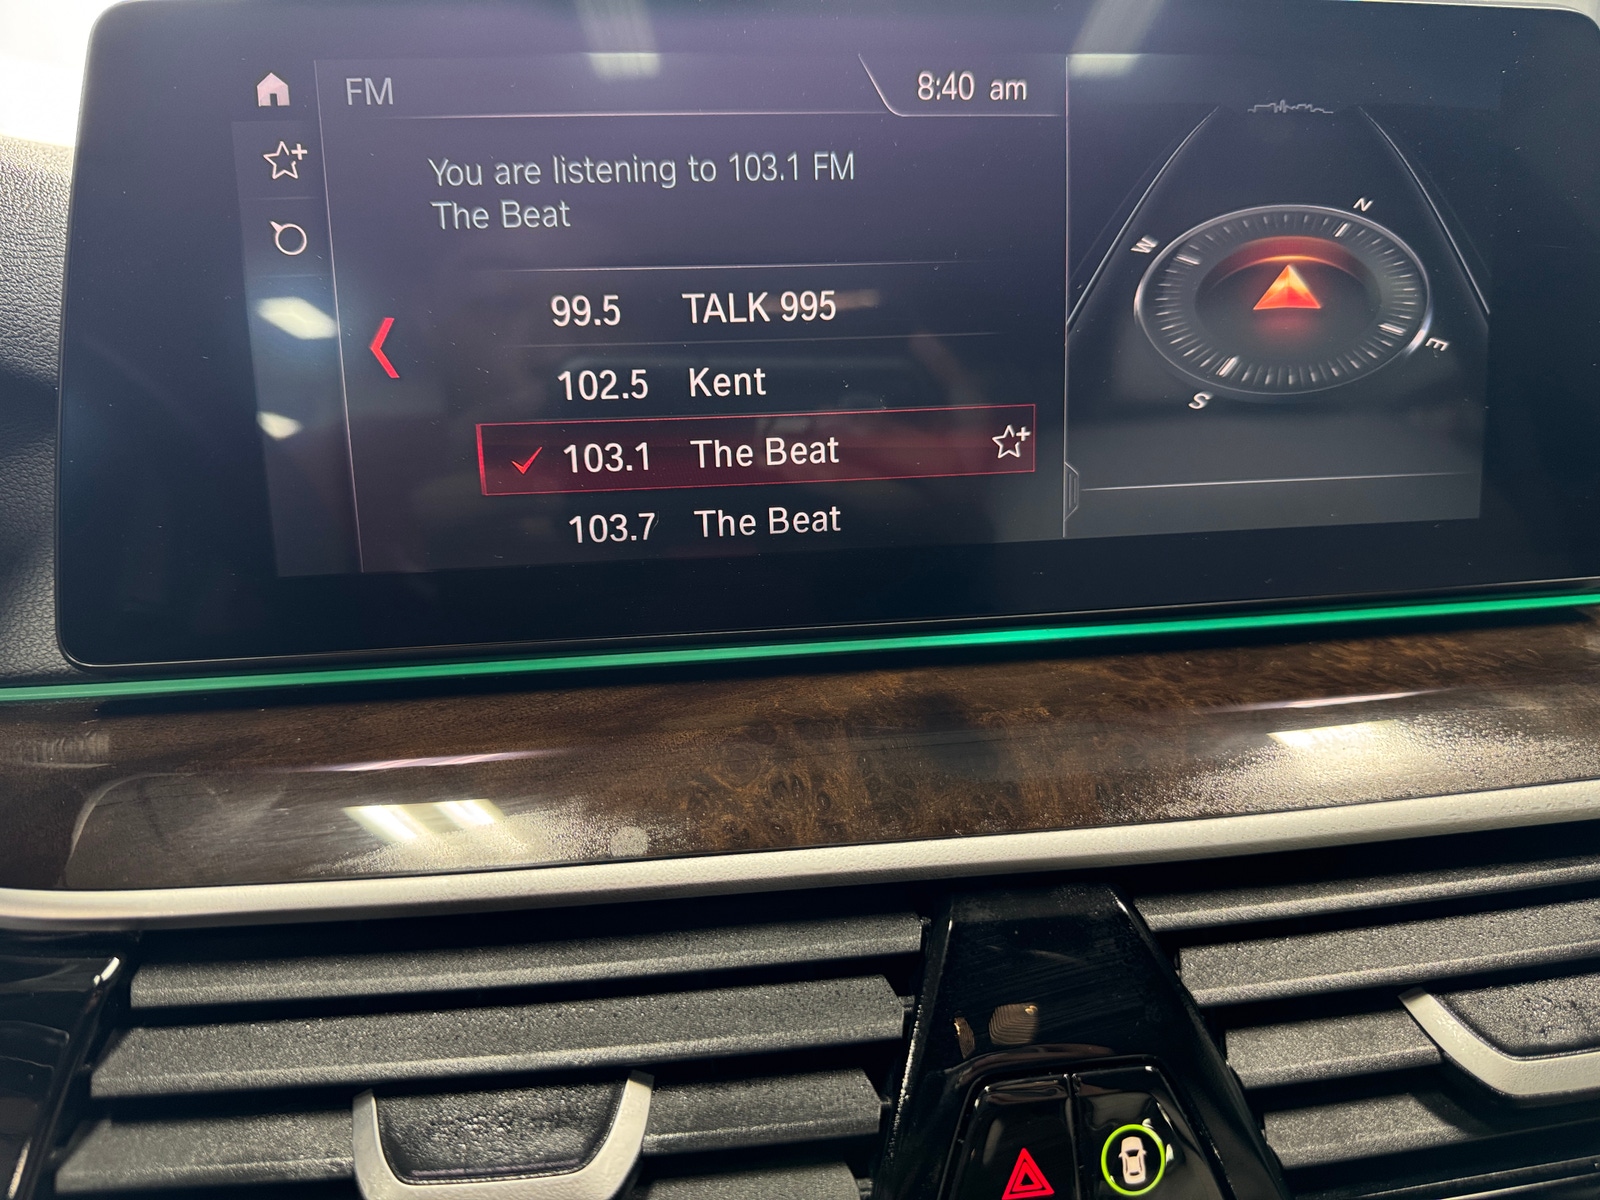 FM
8:40 am
You are listening to 103.1 FM
The Beat
99.5 TALK 995
102.5 Kent
103.1 The Beat
103.7 The Beat
N
W
E
S